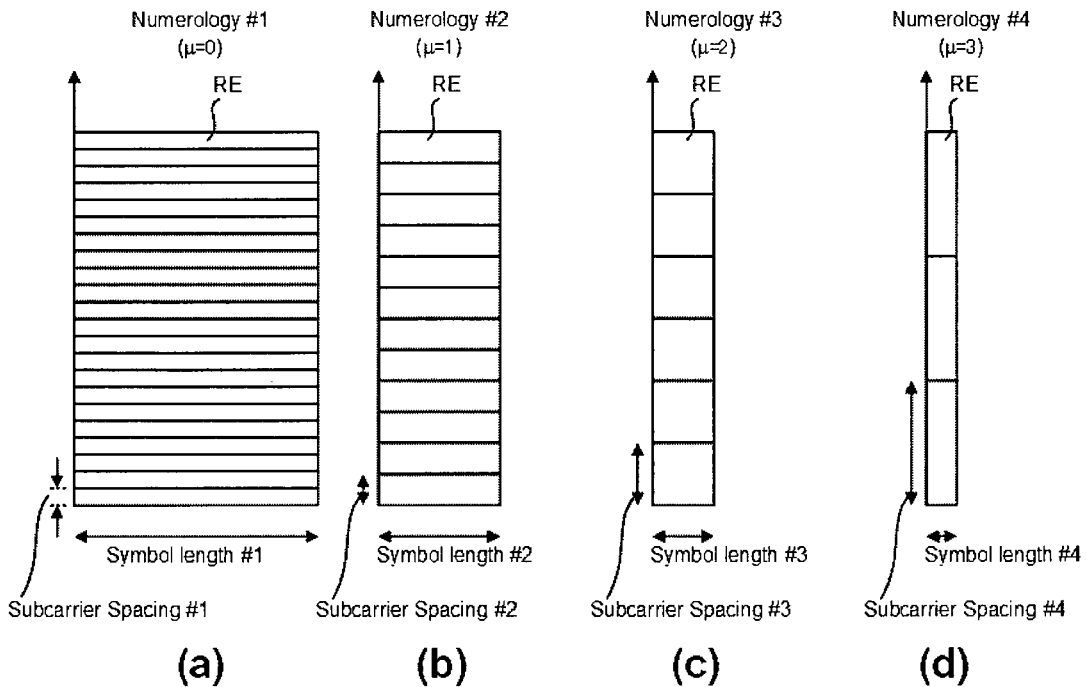 Numerology #1
(μ=0)
Numerology #2
(μ=1)
Numerology #3
(μ=2)
Numerology #4
(μ=3)
RE
RE
RE
RE
Symbol length #1
Symbol length #2
Symbol length #3
Symbol length #4
Subcarrier Spacing #1
Subcarrier Spacing #2
Subcarrier Spacing #3
Subcarrier Spacing #4
(a)
(b)
(c)
(d)